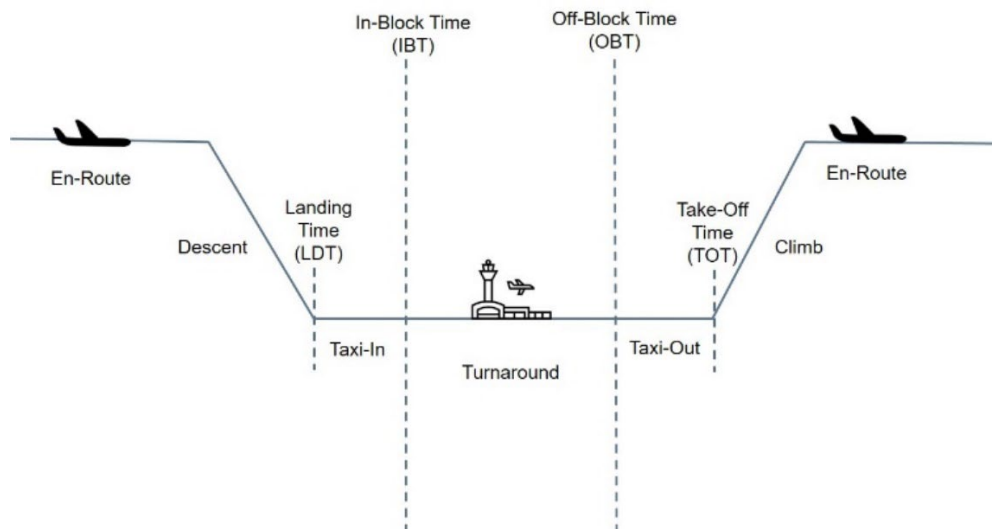 In-Block Time
(IBT)
Off-Block Time
(OBT)
En-Route
En-Route
Landing
Time
(LDT)
Take-Off
Time
(TOT)
Descent
Climb
Taxi-In
Taxi-Out
Turnaround